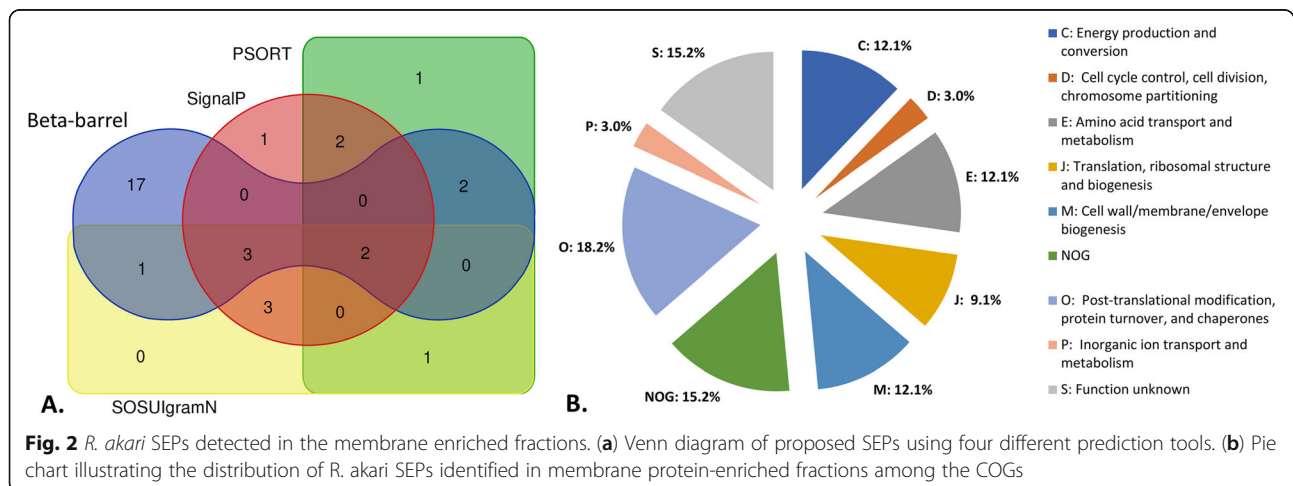 PSORT
SignalP
Beta-barrel
1
1
2
17
0
0
2
1
3
2
0
3
0
0
1
A.
SOSUIgramN
S: 15.2%
C: 12.1%
D: 3.0%
P: 3.0%
E: 12.1%
O: 18.2%
J: 9.1%
NOG: 15.2%
M: 12.1%
B.
C: Energy production and
conversion
D: Cell cycle control, cell division,
chromosome partitioning
E: Amino acid transport and
metabolism
J: Translation, ribosomal structure
and biogenesis
M: Cell wall/membrane/envelope
biogenesis
NOG
O: Post-translational modification,
protein turnover, and chaperones
P: Inorganic ion transport and
metabolism
S: Function unknown
Fig. 2 R. akari SEPs detected in the membrane enriched fractions. (a) Venn diagram of proposed SEPs using four different prediction tools. (b) Pie
chart illustrating the distribution of R. akari SEPs identified in membrane protein-enriched fractions among the COGs